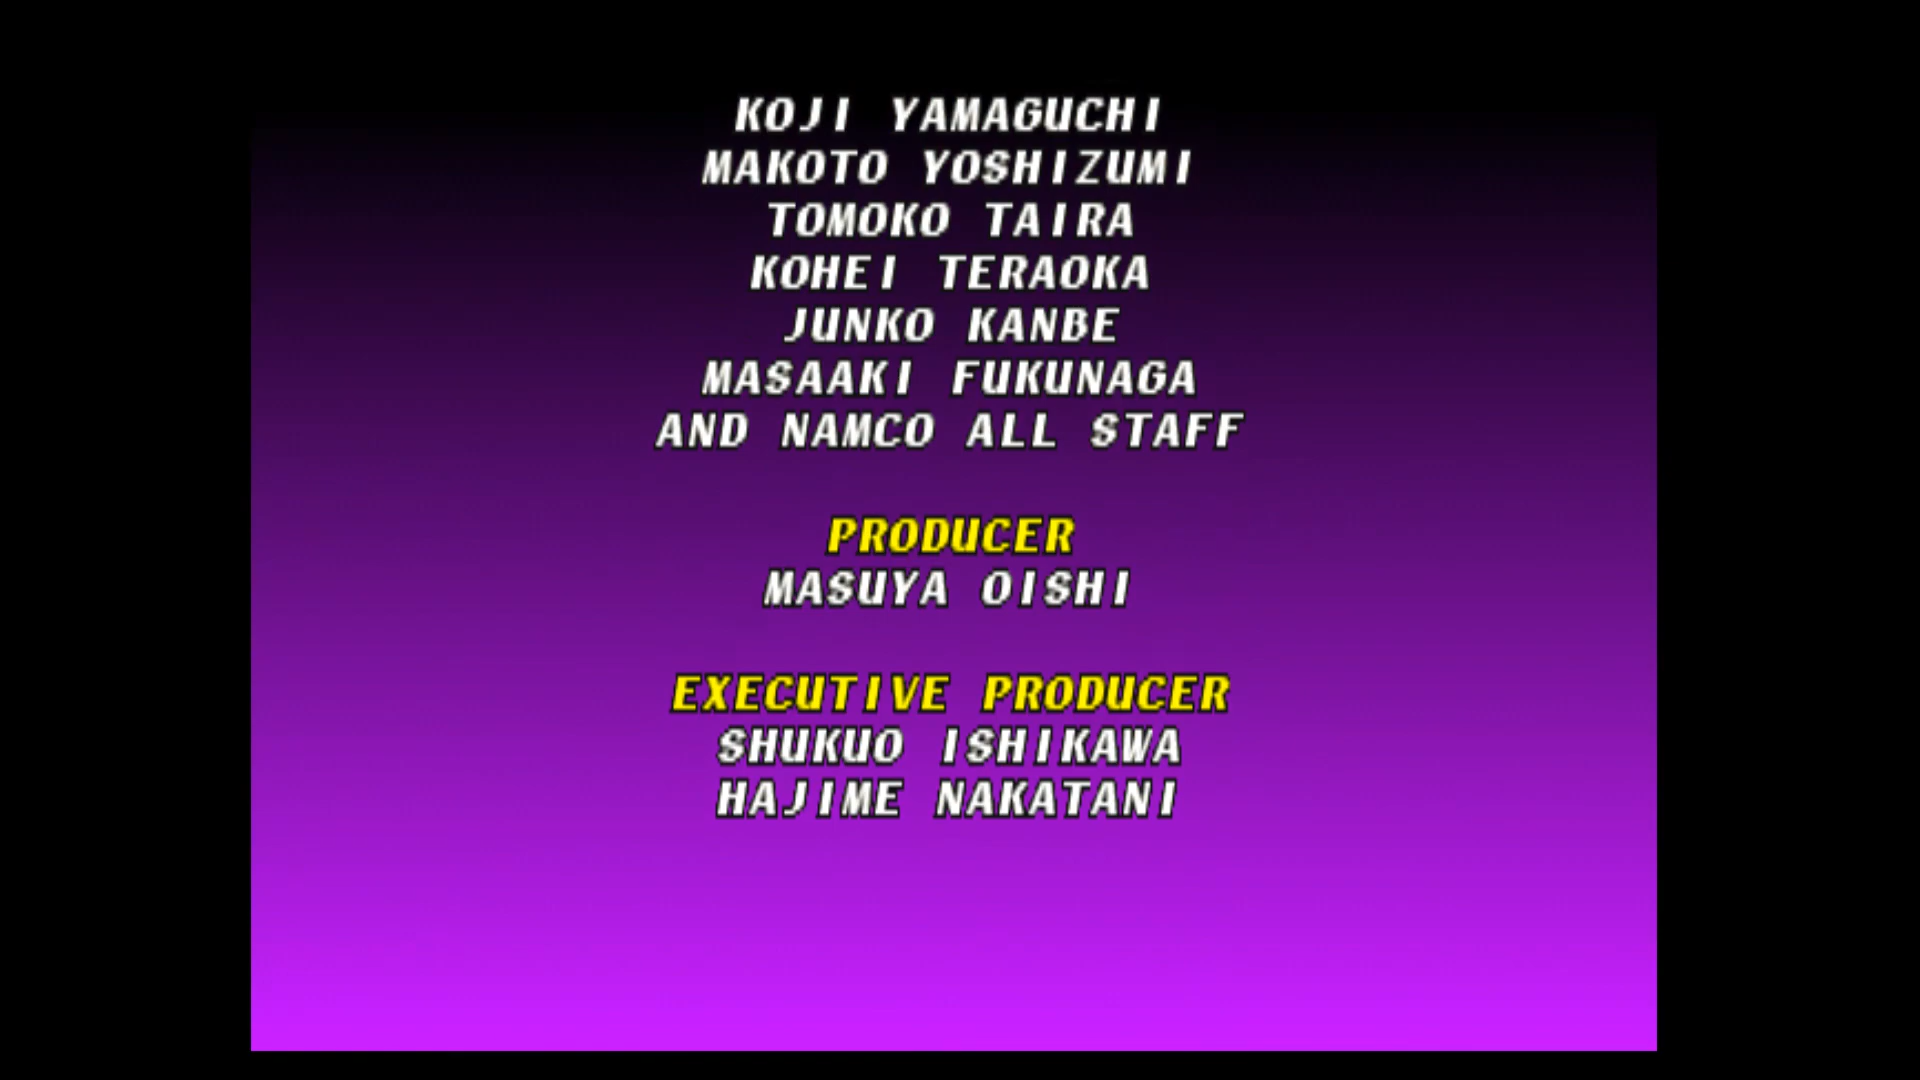 KOJI YAMAGUCHI
MAKOTO YOSHIZUMI
TOMOKO TAIRA
KOHEI TERAOKA
JUNKO KANBE
MASAAKI FUKUNAGA
AND NAMCO ALL STAFF
PRODUCER
MASUYA OISHI
EXECUTIVE PRODUCER
SHUKUO ISHIKAWA
HAJIME NAKATANI